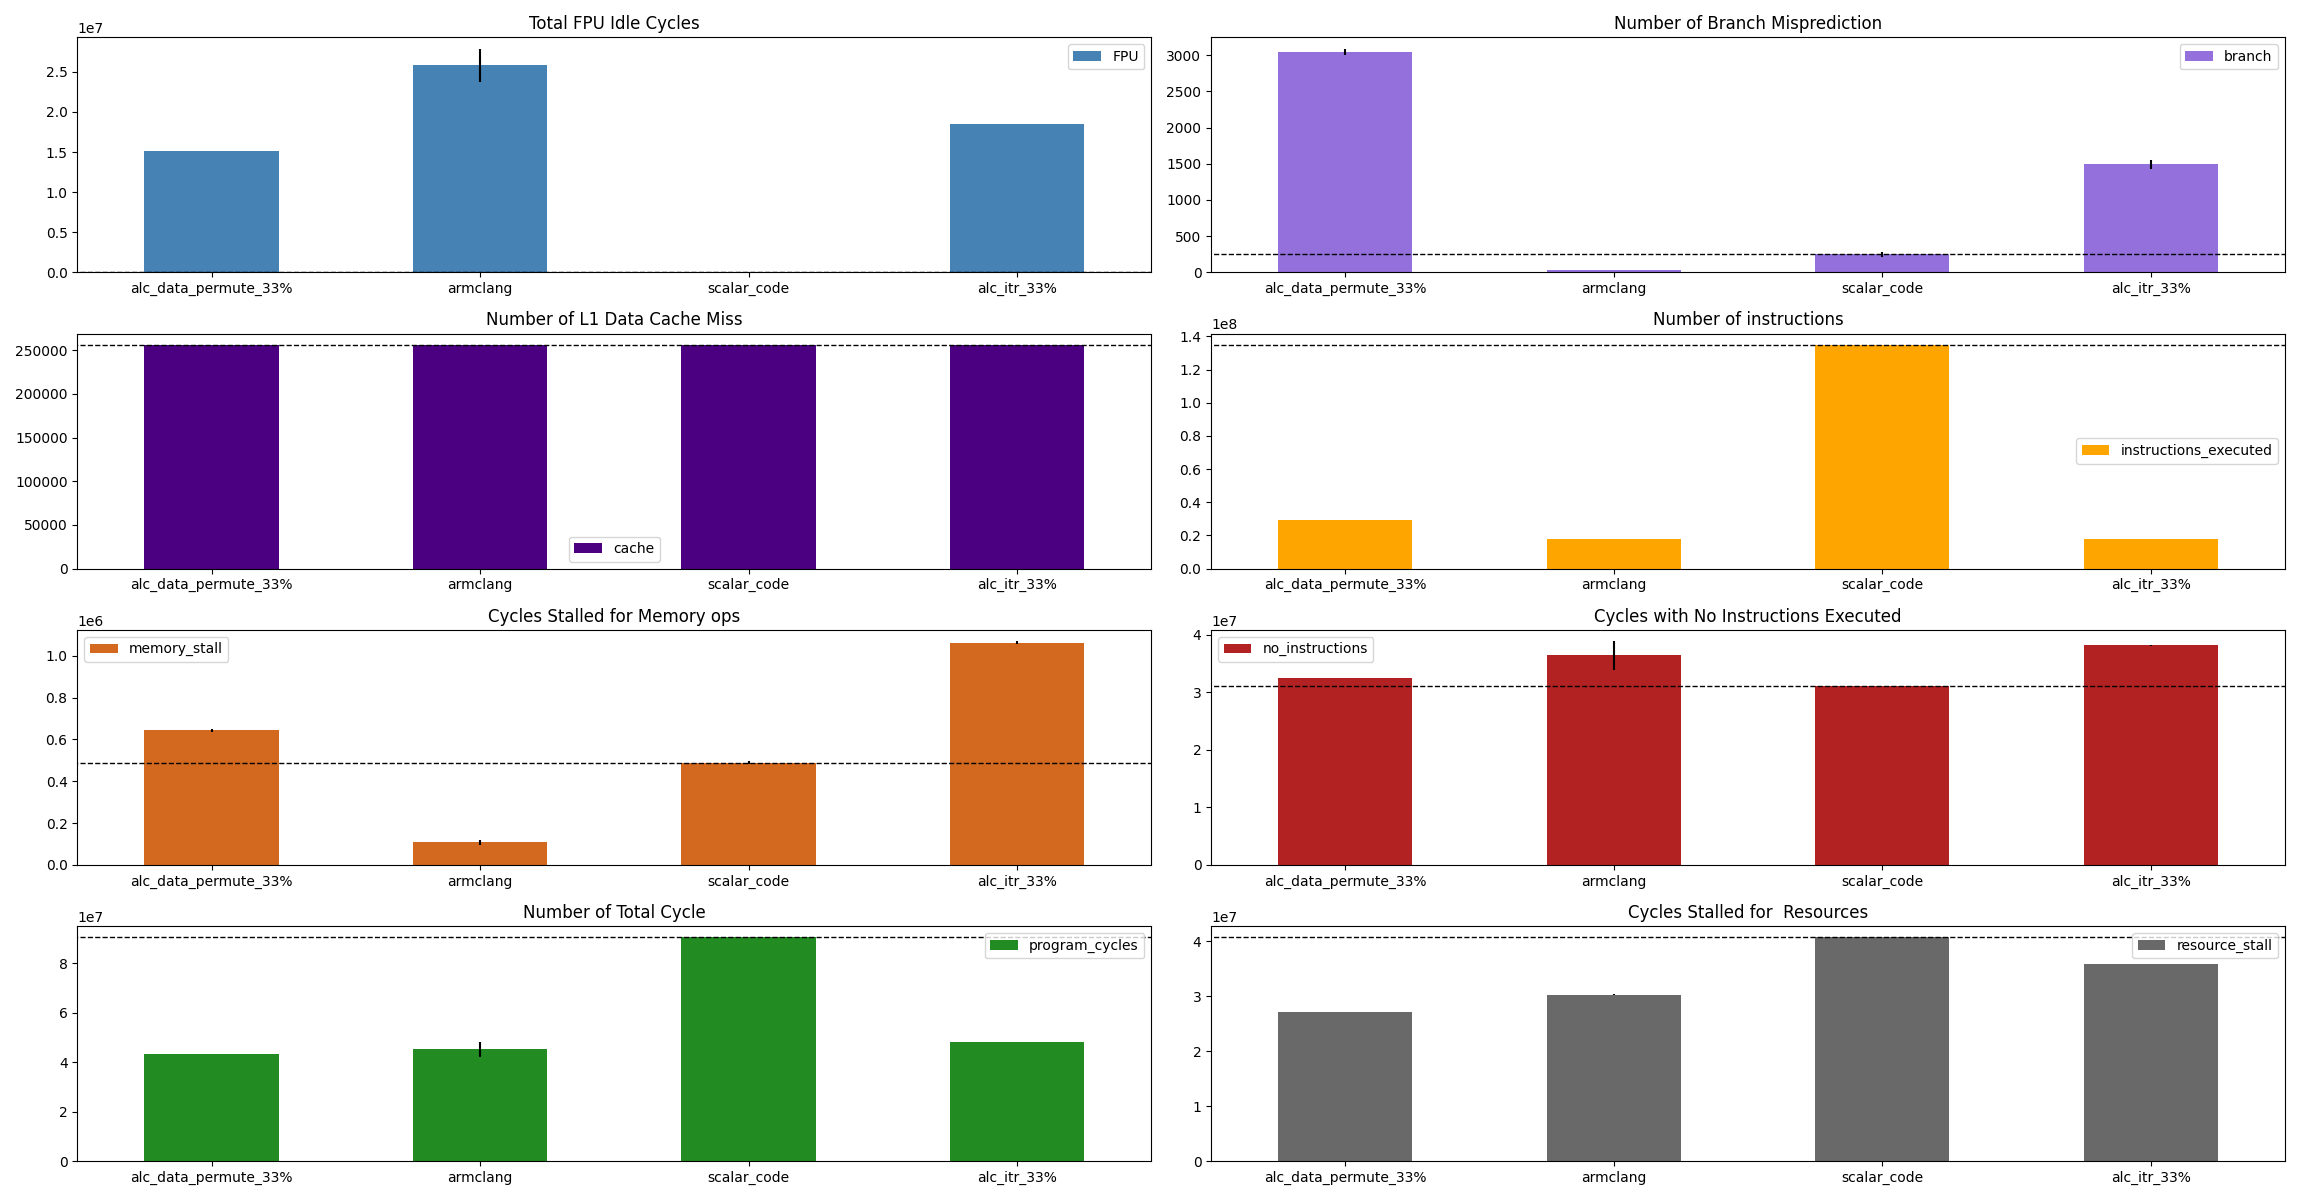 Total FPU Idle Cycles
1e7
2.5
2.0
1.5
1.0
0.5
0.0
FPU
alc_data_permute_33% armclang scalar_code alc_itr_33%
Number of Branch Misprediction
3000
2500
2000
1500
1000
500
0
branch
alc_data_permute_33% armclang scalar_code alc_itr_33%
Number of L1 Data Cache Miss
250000
200000
150000
100000
50000
0
cache
alc_data_permute_33% armclang scalar_code alc_itr_33%
Number of instructions
1e8
1.4
1.2
1.0
0.8
0.6
0.4
0.2
0.0
instructions_executed
alc_data_permute_33% armclang scalar_code alc_itr_33%
Cycles Stalled for Memory ops
1e6
1.0
0.8
0.6
0.4
0.2
0.0
memory_stall
alc_data_permute_33% armclang scalar_code alc_itr_33%
Cycles with No Instructions Executed
1e7
4
3
2
1
0
no_instructions
alc_data_permute_33% armclang scalar_code alc_itr_33%
Number of Total Cycle
1e7
8
6
4
2
0
program_cycles
alc_data_permute_33% armclang scalar_code alc_itr_33%
Cycles Stalled for  Resources
1e7
4
3
2
1
0
resource_stall
alc_data_permute_33% armclang scalar_code alc_itr_33%